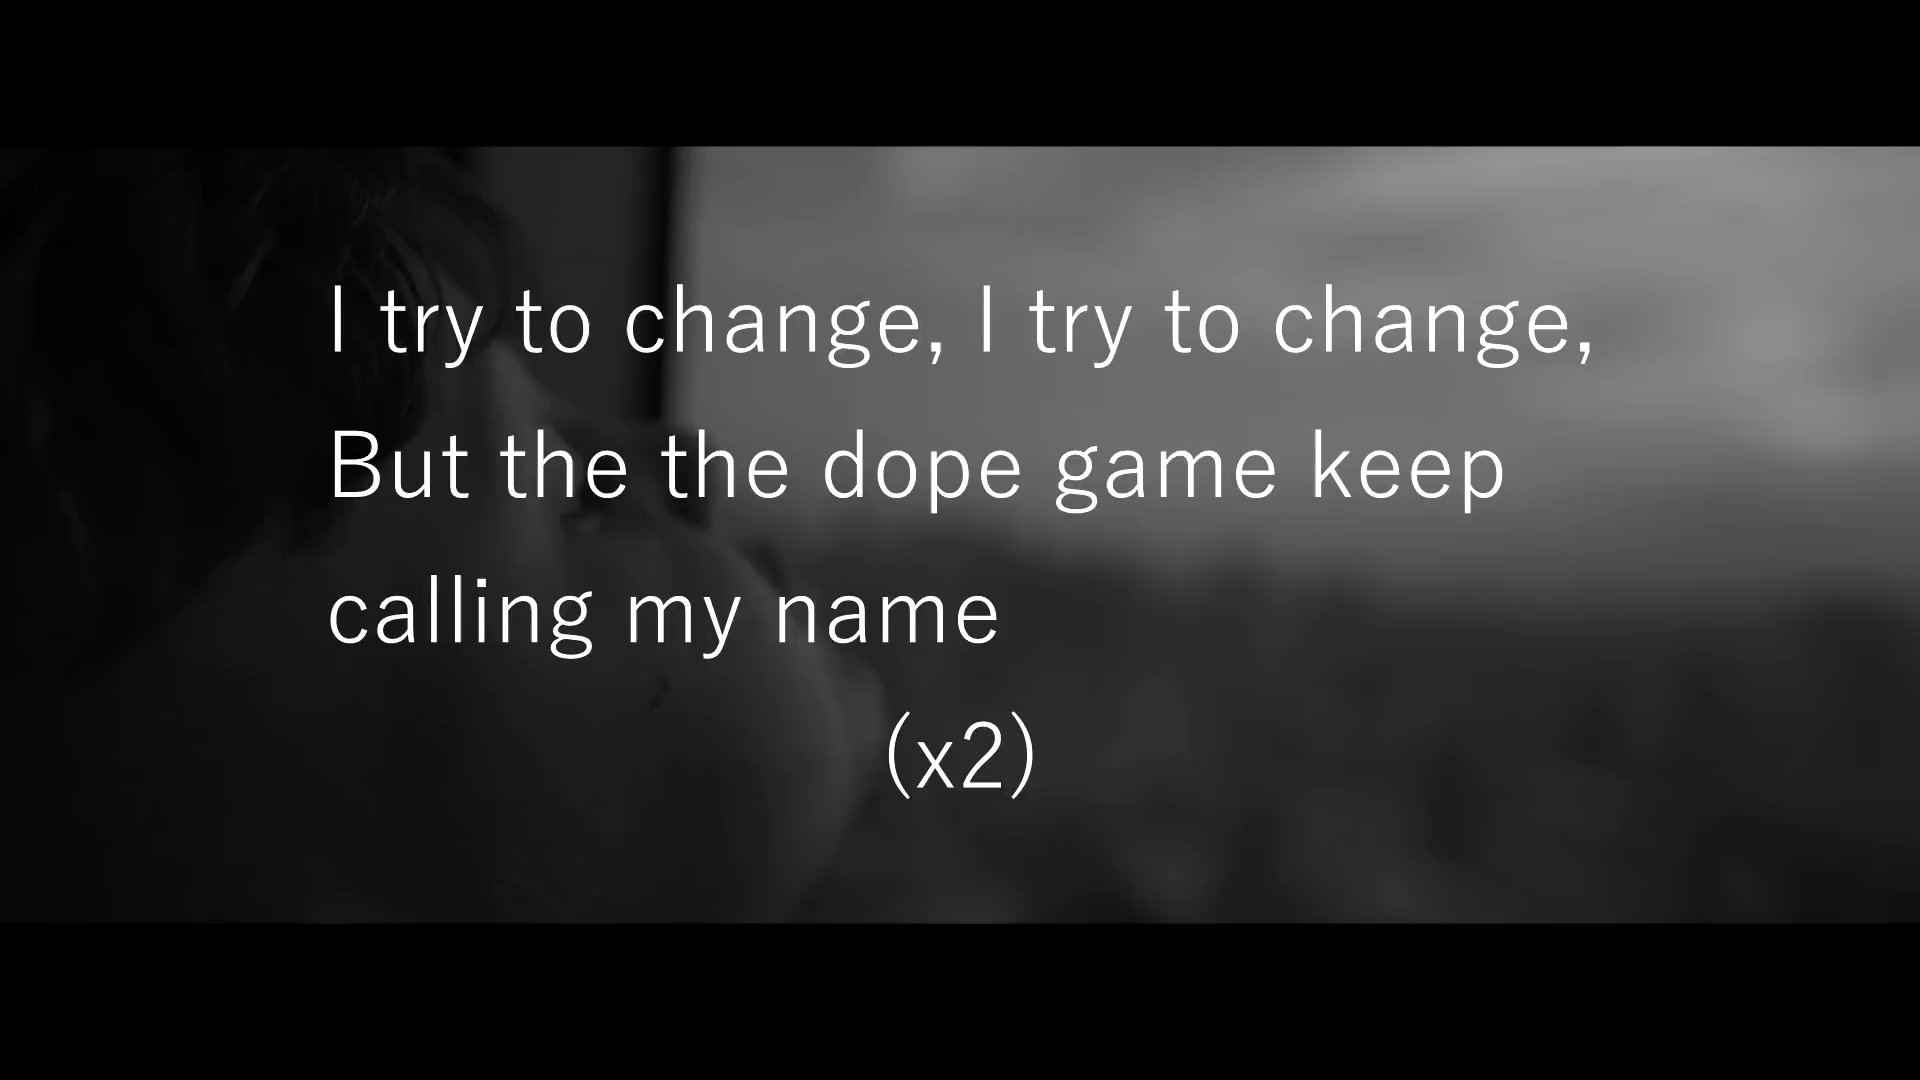 I try to change, I try to change,
But the the dope game keep
calling my name
(x2)